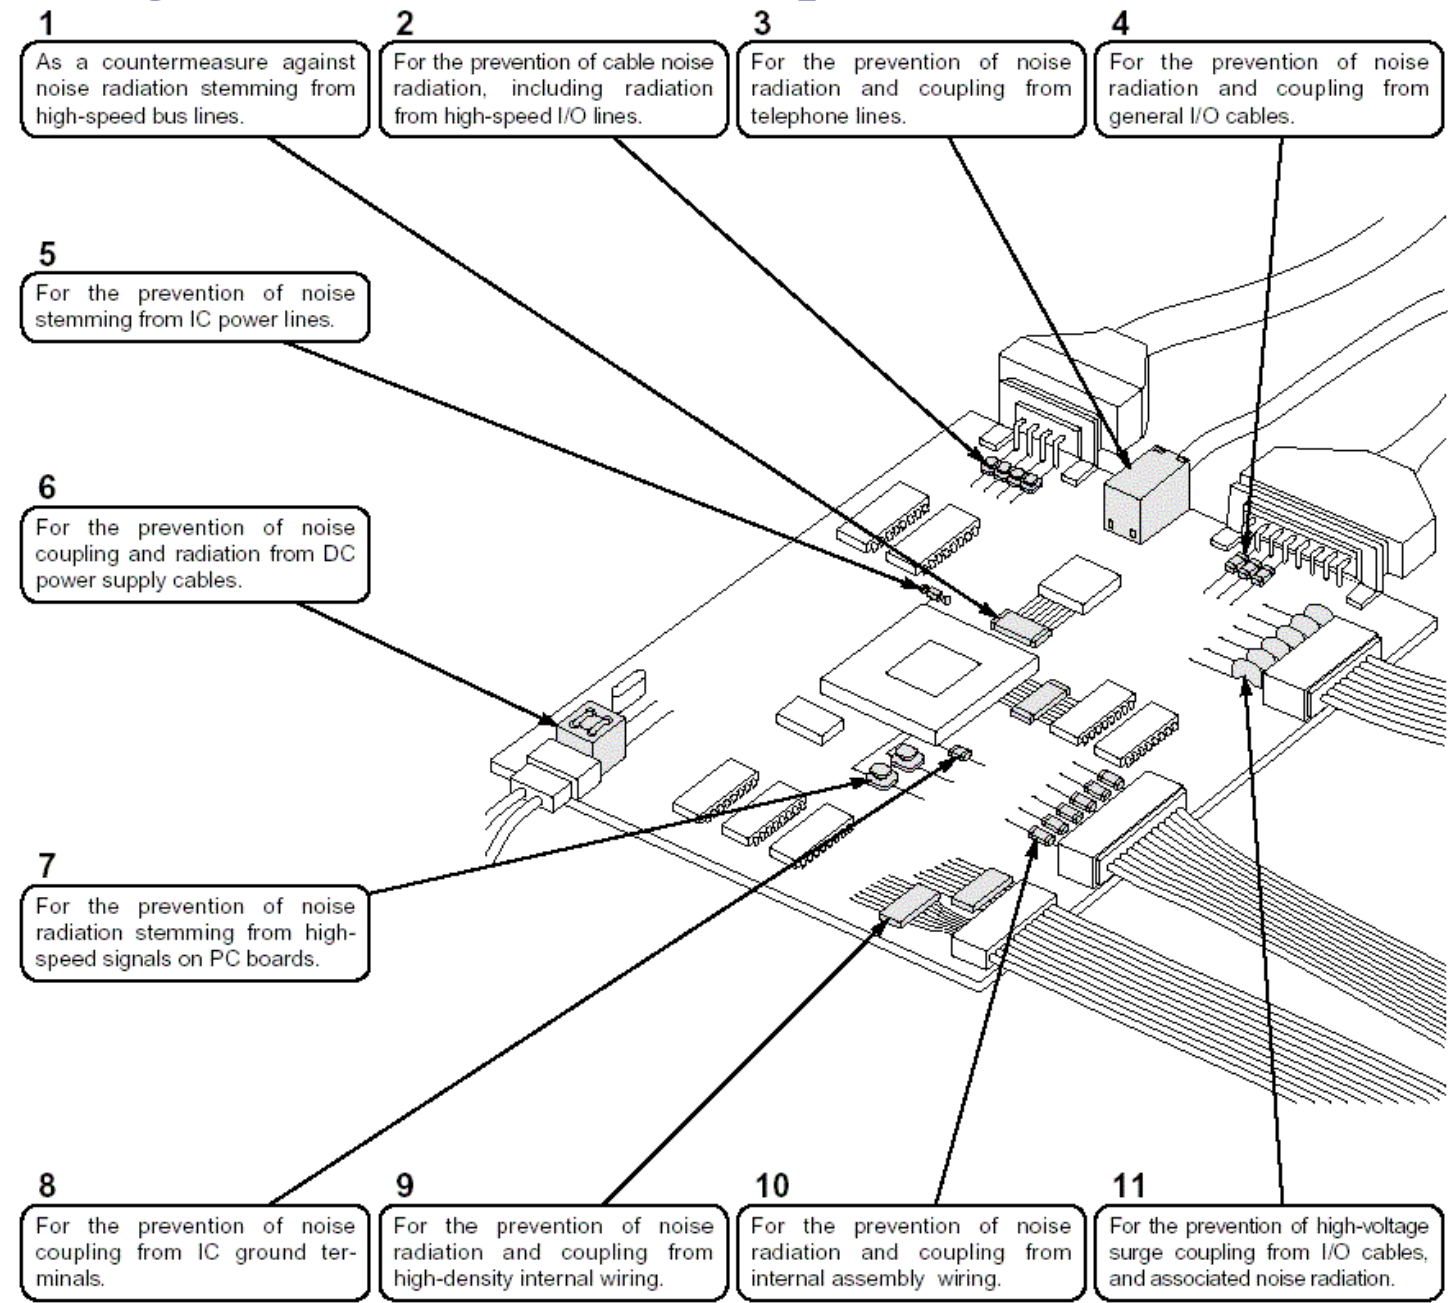 1
As a countermeasure against
noise radiation stemming from
high-speed bus lines.
2
For the prevention of cable noise
radiation, including radiation
from high-speed I/O lines.
3
For the prevention of noise
radiation and coupling from
telephone lines.
4
For the prevention of noise
radiation and coupling from
general I/O cables.
5
For the prevention of noise
stemming from IC power lines.
6
For the prevention of noise
coupling and radiation from DC
power supply cables.
7
For the prevention of noise
radiation stemming from high-
speed signals on PC boards.
8
For the prevention of noise
coupling from IC ground ter-
minals.
9
For the prevention of noise
radiation and coupling from
high-density internal wiring.
10
For the prevention of noise
radiation and coupling from
internal assembly wiring.
11
For the prevention of high-voltage
surge coupling from I/O cables,
and associated noise radiation.